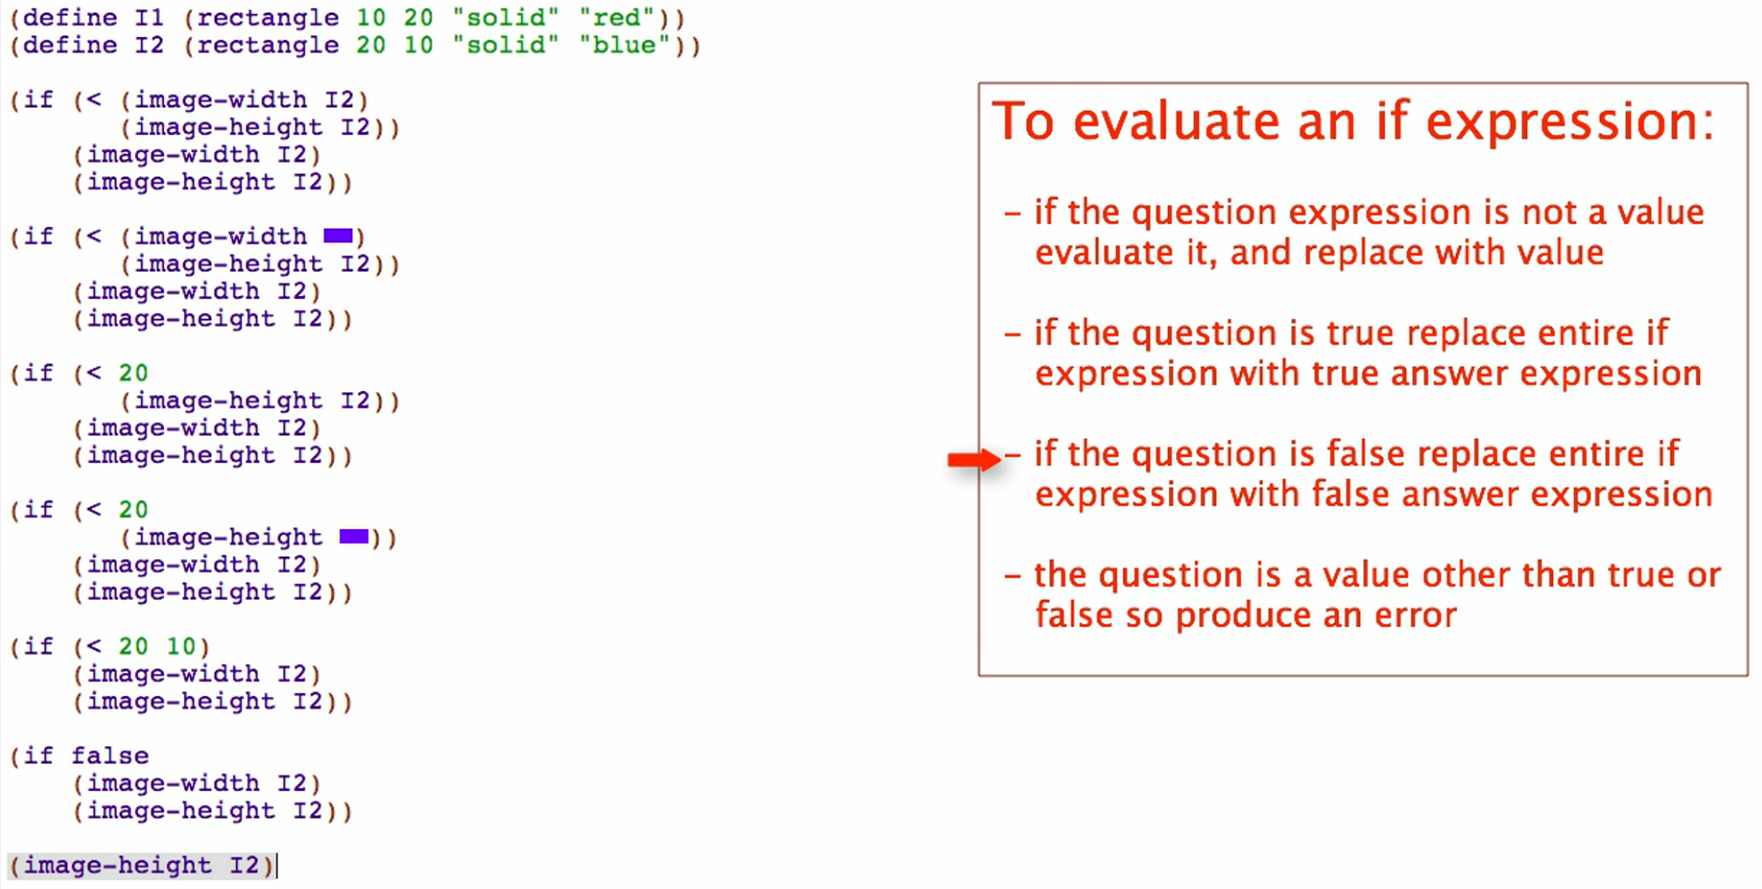 (define I1 (rectangle 10 20 "solid" "red"))
(define I2 (rectangle 20 10 "solid" "blue"))
(if (< (image-width I2)
(image-height I2))
(image-width I2)
(image-height I2))
(if (< (image-width )
(image-height I2))
(image-width I2)
(image-height I2))
(if (< 20
(image-height I2))
(image-width I2)
(image-height I2))
(if (< 20
(image-height ))
(image-width I2)
(image-height I2))
(if (< 20 10)
(image-width I2)
(image-height I2))
(if false
(image-width I2)
(image-height I2))
(image-height I2)
To evaluate an if expression:
– if the question expression is not a value
evaluate it, and replace with value
– if the question is true replace entire if
expression with true answer expression
– if the question is false replace entire if
expression with false answer expression
– the question is a value other than true or
false so produce an error